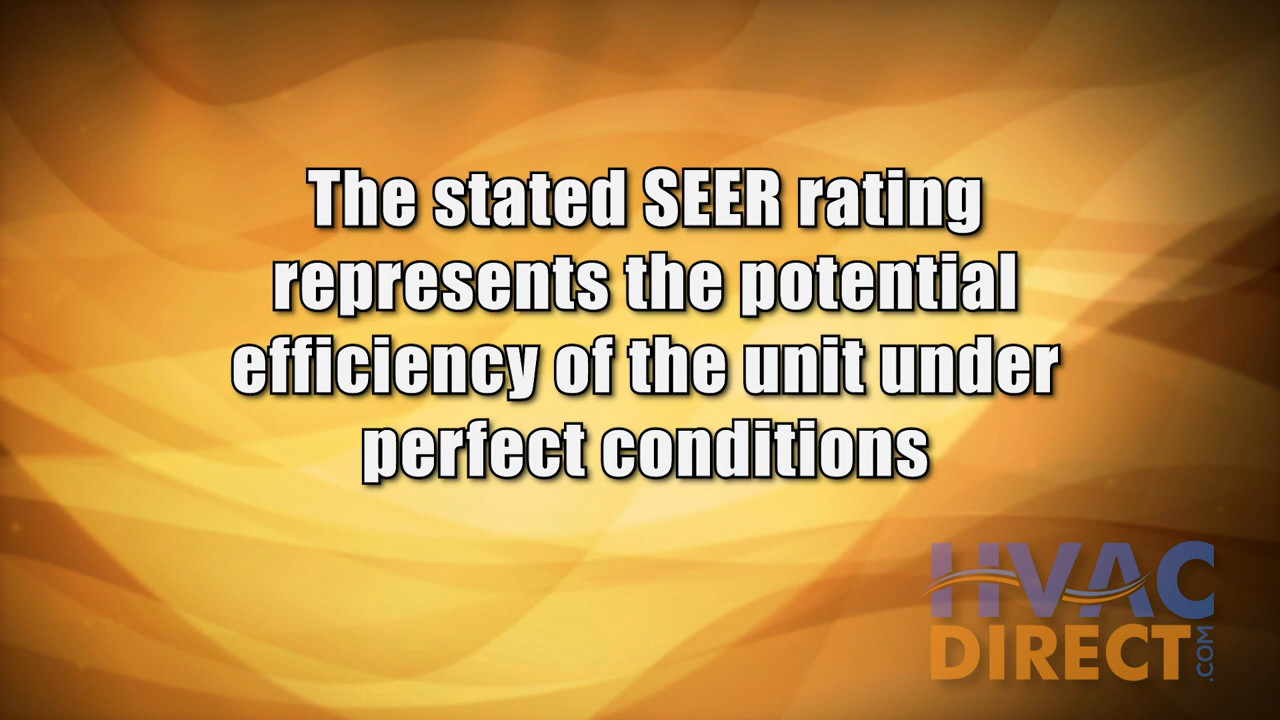 The stated SEER rating
represents the potential
efficiency of the unit under
perfect conditions
HVAC
DIRECT
.COM